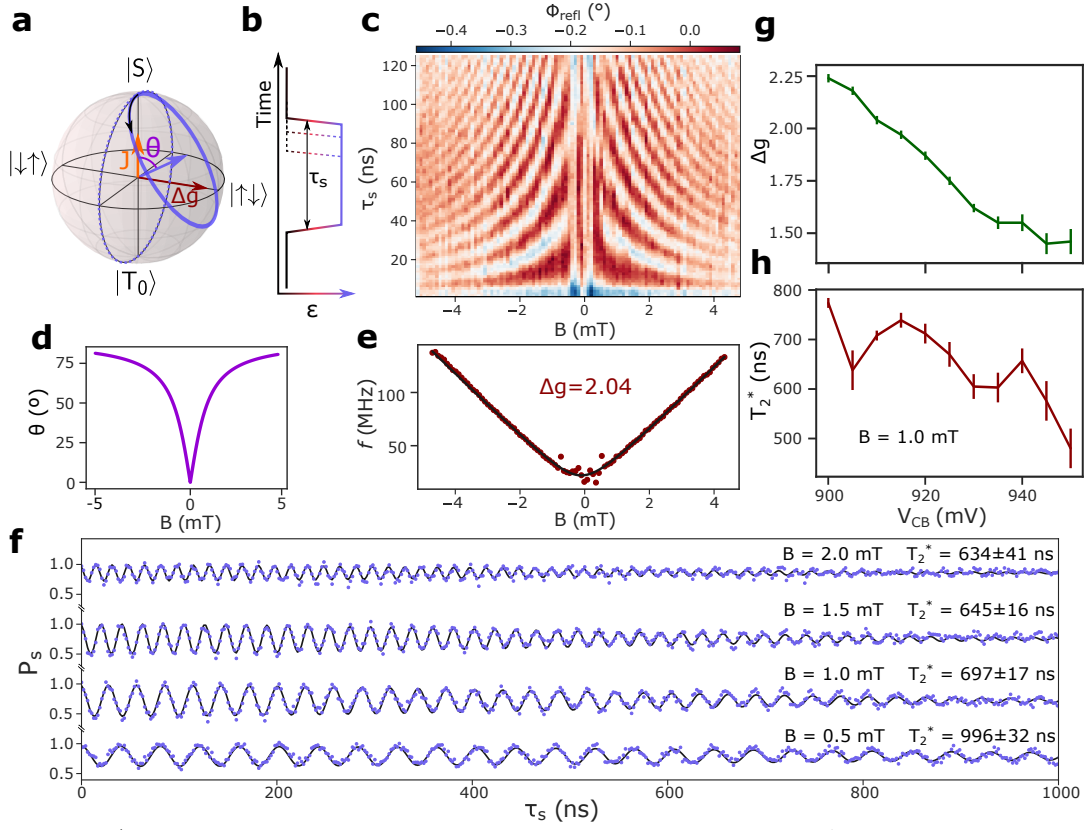 a
|S⟩
|↓↑⟩
J
θ
Δg
|↑↓⟩
|T₀⟩
b
Time
τₛ
ε
c
Φ_refl (°)
−0.4 −0.3 −0.2 −0.1 0.0
τₛ (ns)
120
100
80
60
40
20
−4 −2 0 2 4
B (mT)
d
θ (º)
75
50
25
0
-5 0 5
B (mT)
e
f (MHz)
100
50
Δg=2.04
−4 −2 0 2 4
B (mT)
g
Δg
2.25
2.00
1.75
1.50
h
T₂* (ns)
800
700
600
500
B = 1.0 mT
900 920 940
V_CB (mV)
f
Pₛ
1.0
0.5
B = 2.0 mT T₂* = 634±41 ns
1.0
0.5
B = 1.5 mT T₂* = 645±16 ns
1.0
0.5
B = 1.0 mT T₂* = 697±17 ns
1.0
0.5
B = 0.5 mT T₂* = 996±32 ns
0 200 400 600 800 1000
τₛ (ns)